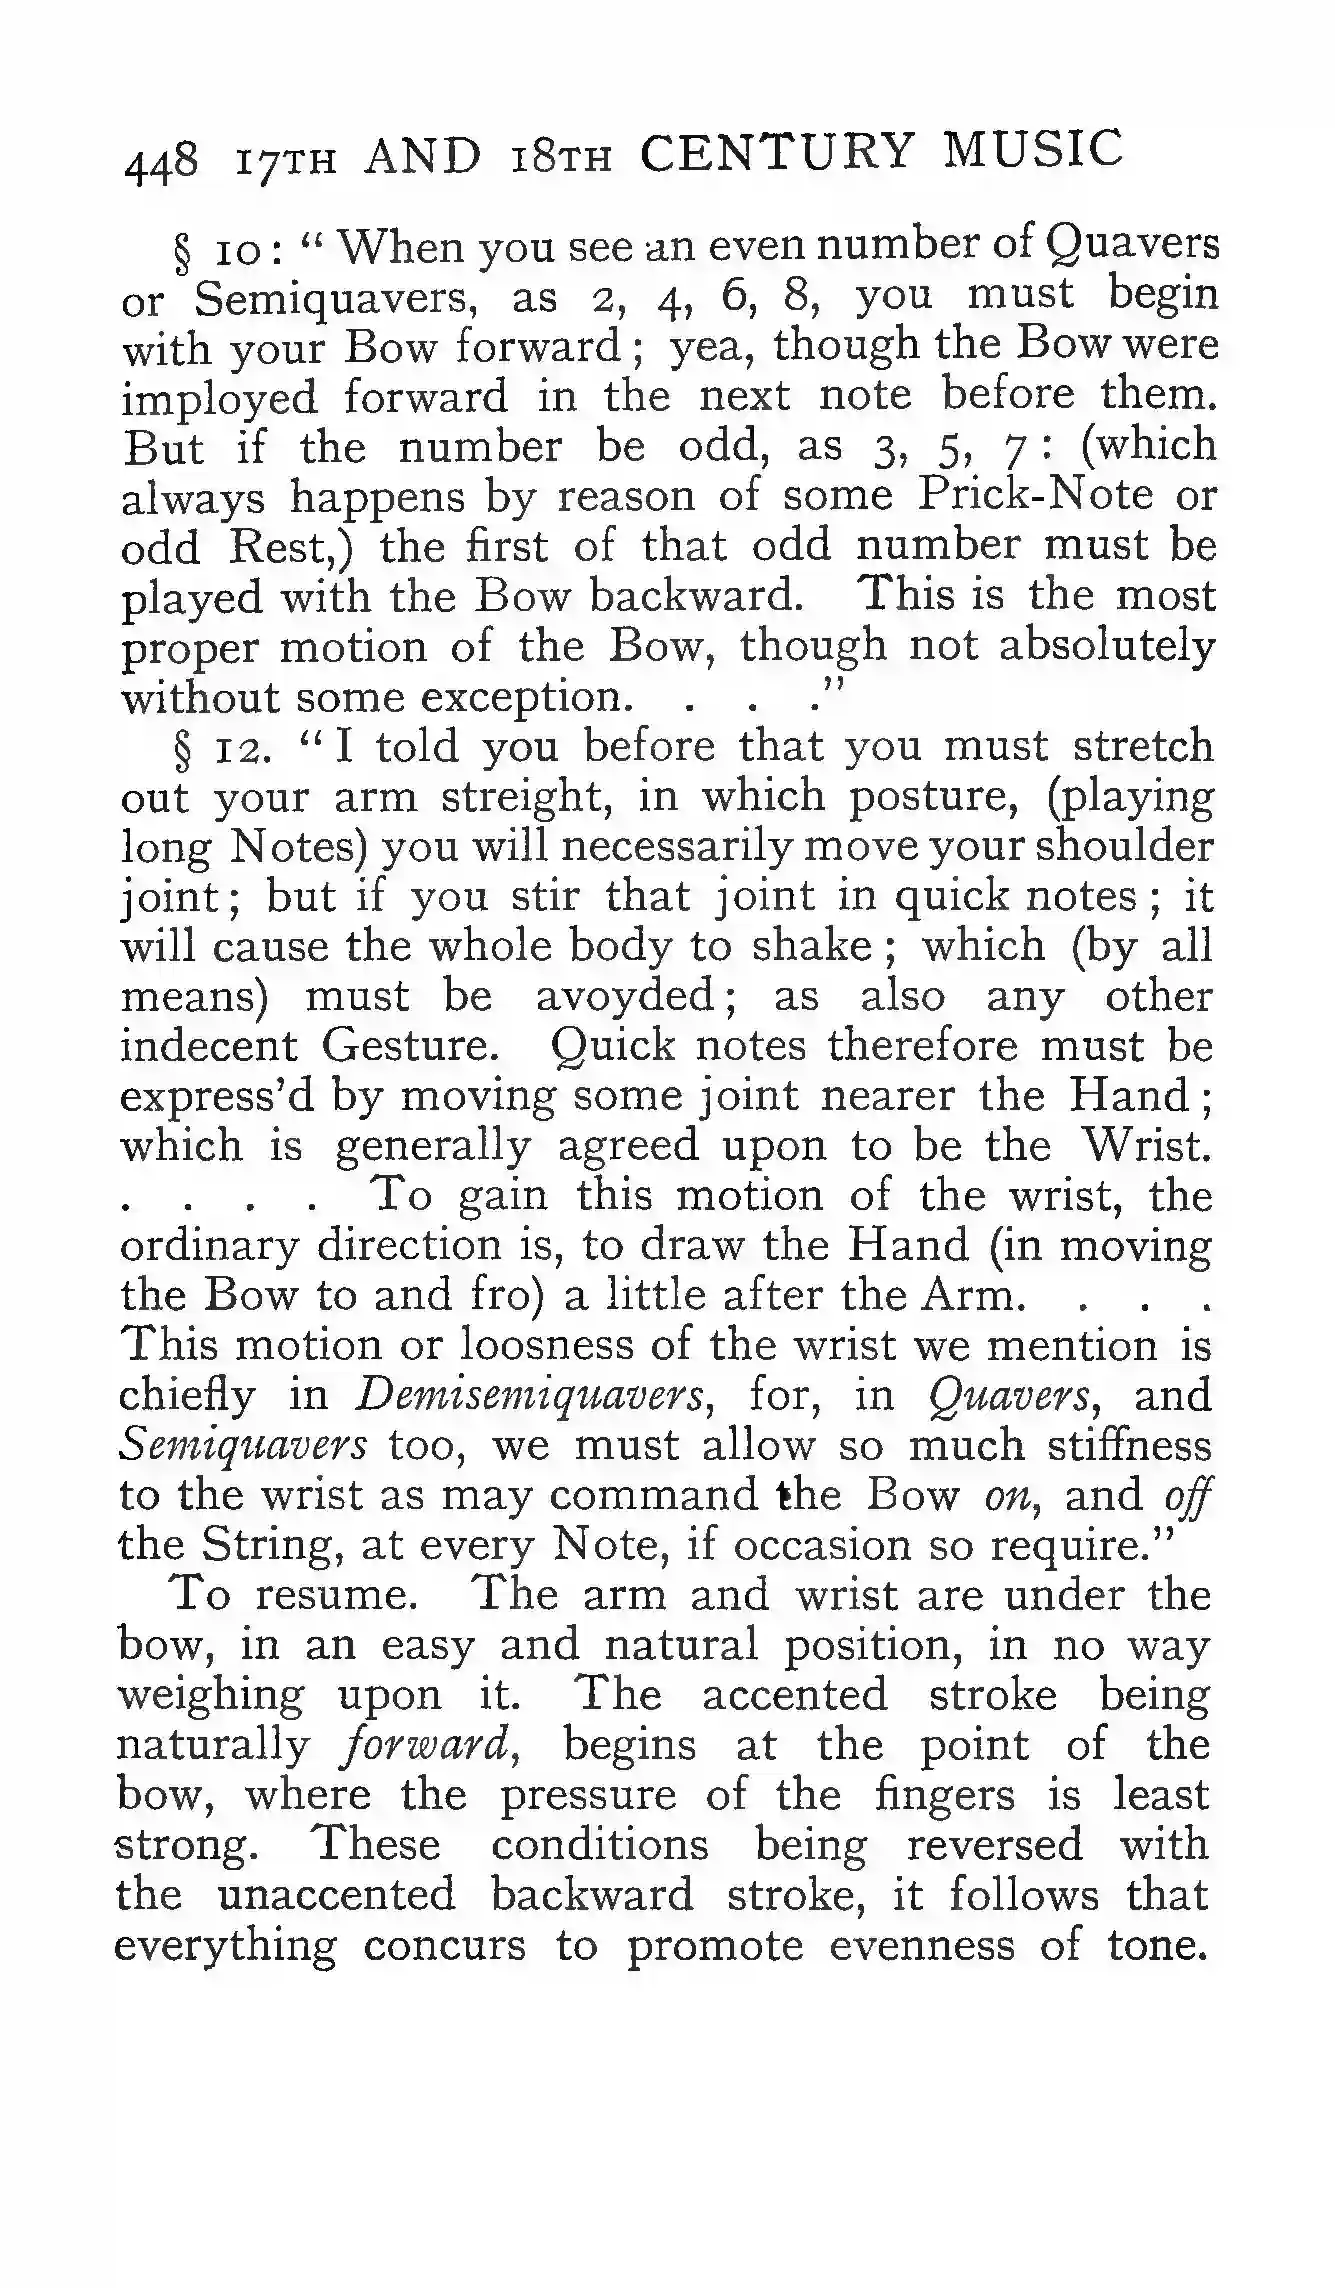 448 17TH AND 18TH CENTURY MUSIC
§ 10: “ When you see an even number of Quavers
or Semiquavers, as 2, 4, 6, 8, you must begin
with your Bow forward ; yea, though the Bow were
imployed forward in the next note before them.
But if the number be odd, as 3, 5, 7 : (which
always happens by reason of some Prick-Note or
odd Rest,) the first of that odd number must be
played with the Bow backward. This is the most
proper motion of the Bow, though not absolutely
without some exception. . . .”
§ 12. “ I told you before that you must stretch
out your arm streight, in which posture, (playing
long Notes) you will necessarily move your shoulder
joint ; but if you stir that joint in quick notes ; it
will cause the whole body to shake ; which (by all
means) must be avoyded ; as also any other
indecent Gesture. Quick notes therefore must be
express’d by moving some joint nearer the Hand ;
which is generally agreed upon to be the Wrist.
. . . . To gain this motion of the wrist, the
ordinary direction is, to draw the Hand (in moving
the Bow to and fro) a little after the Arm. . . .
This motion or loosness of the wrist we mention is
chiefly in Demisemiquavers, for, in Quavers, and
Semiquavers too, we must allow so much stiffness
to the wrist as may command the Bow on, and off
the String, at every Note, if occasion so require.”
To resume. The arm and wrist are under the
bow, in an easy and natural position, in no way
weighing upon it. The accented stroke being
naturally forward, begins at the point of the
bow, where the pressure of the fingers is least
strong. These conditions being reversed with
the unaccented backward stroke, it follows that
everything concurs to promote evenness of tone.